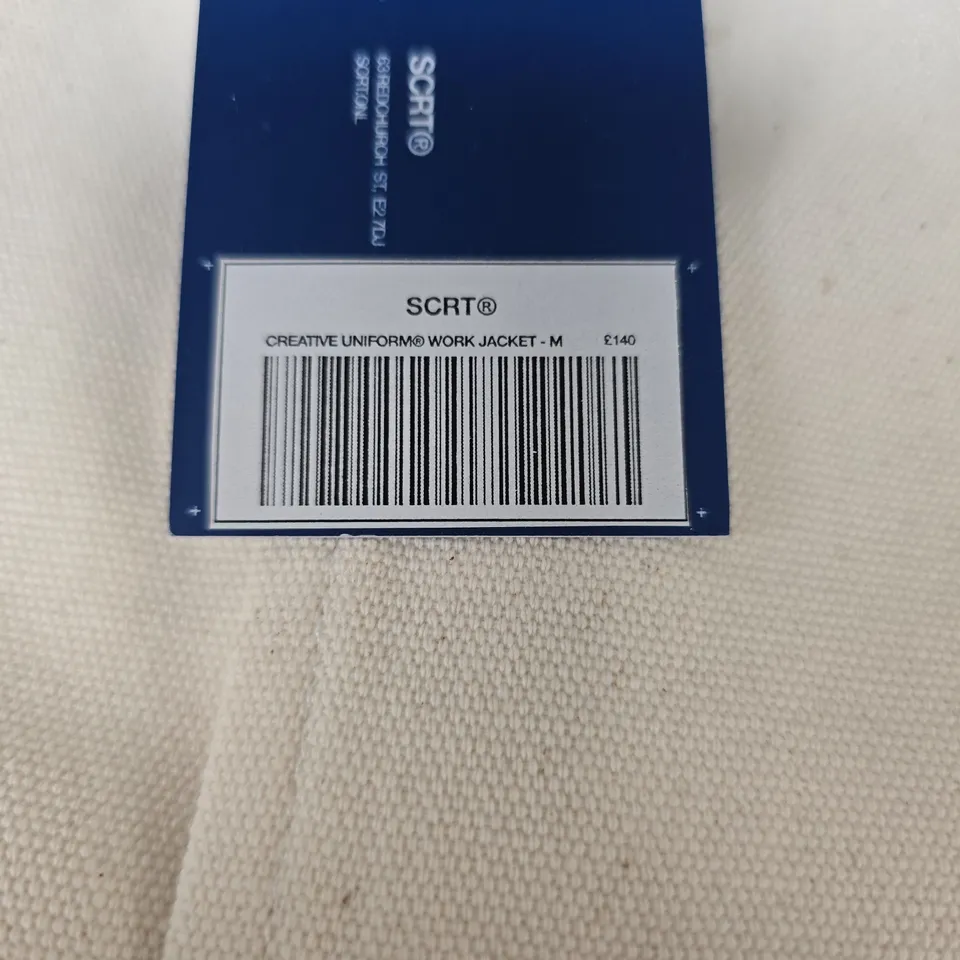 SCRT®
63 REDCHURCH ST, E2 7DJ
SCRT.ONL
SCRT®
CREATIVE UNIFORM® WORK JACKET - M £140